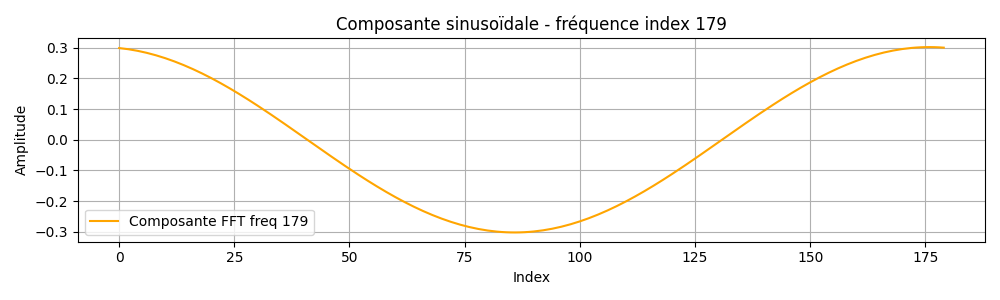 Composante sinusoïdale - fréquence index 179
0.3
0.2
0.1
0.0
−0.1
−0.2
−0.3
Amplitude
Composante FFT freq 179
0 25 50 75 100 125 150 175
Index